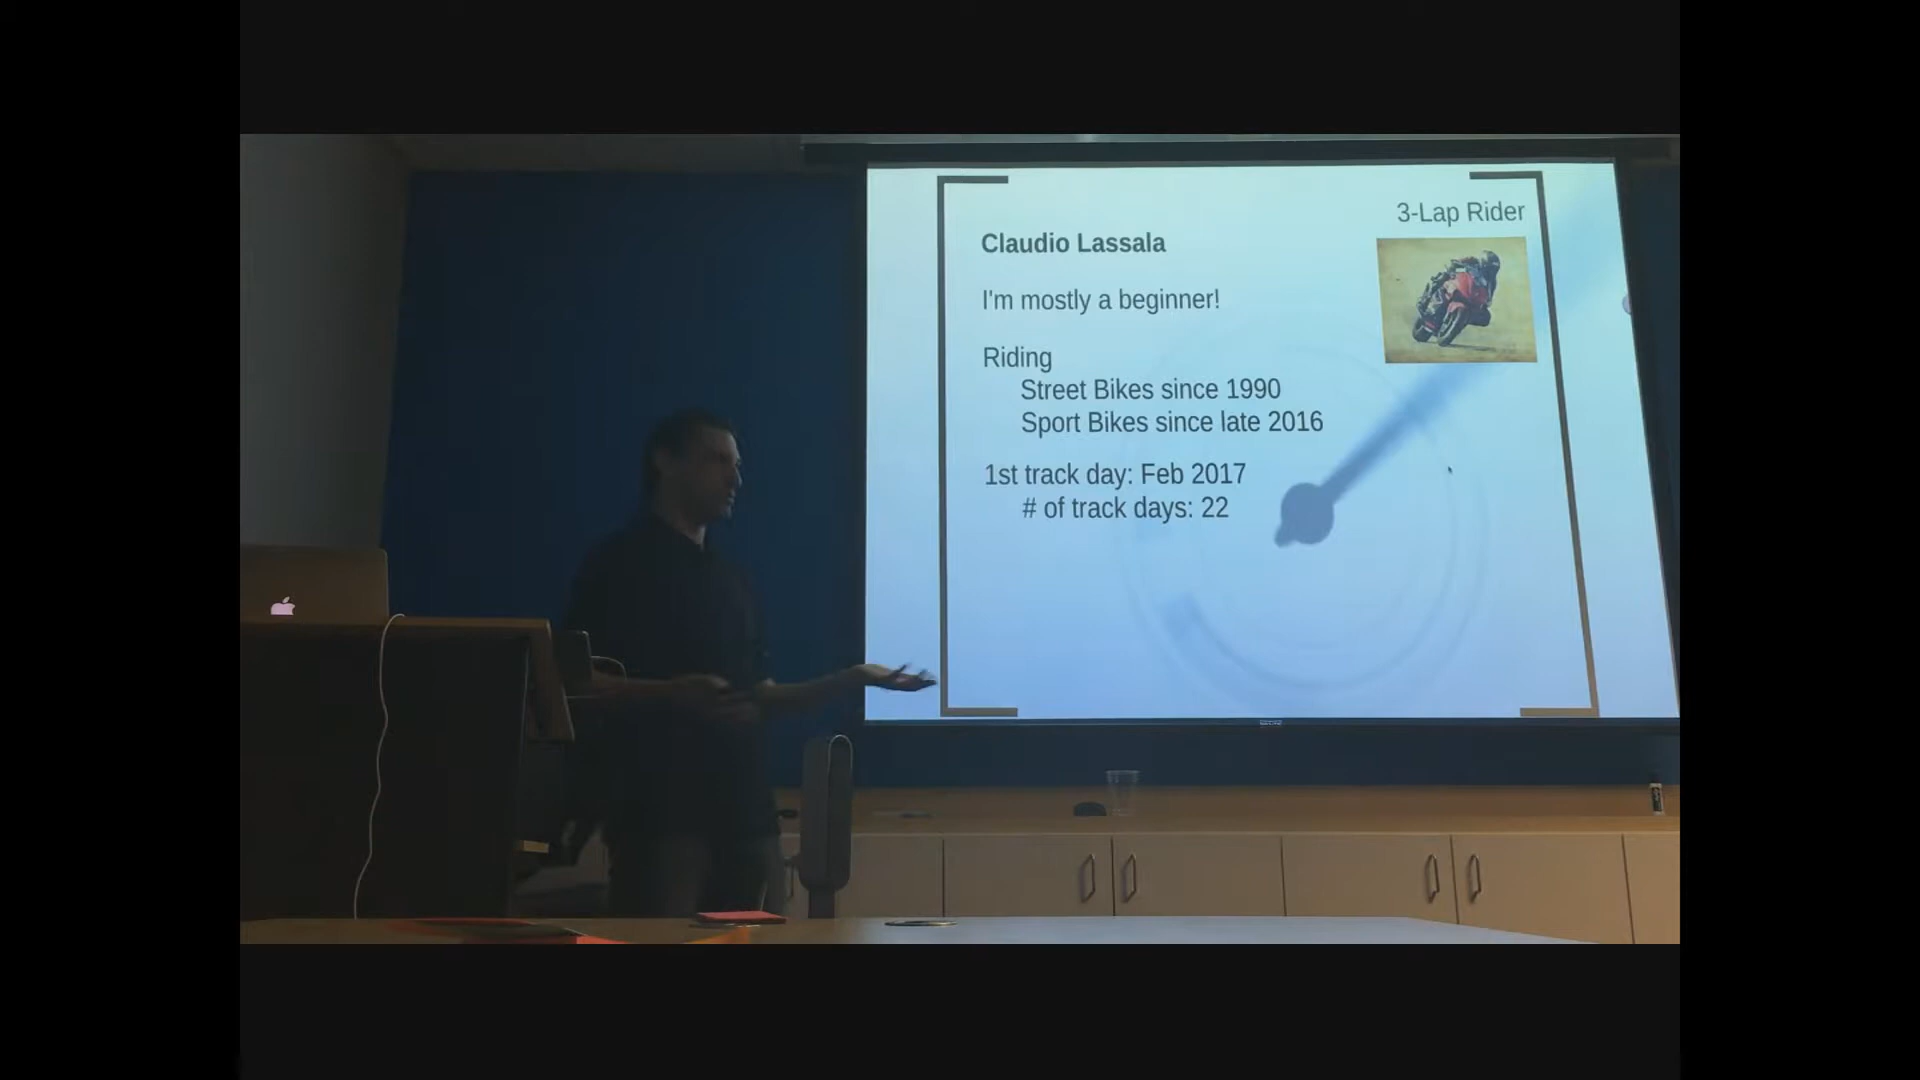 3-Lap Rider
Claudio Lassala
I'm mostly a beginner!
Riding
Street Bikes since 1990
Sport Bikes since late 2016
1st track day: Feb 2017
# of track days: 22